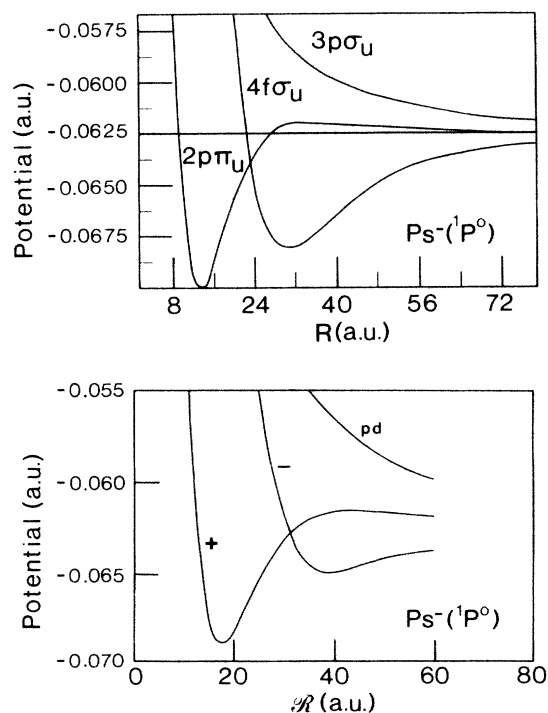 -0.0575
-0.0600
-0.0625
-0.0650
-0.0675
Potential (a.u.)
3pσu
4fσu
2pπu
Ps⁻(¹Pᵒ)
8 24 40 56 72
R(a.u.)
-0.055
-0.060
-0.065
-0.070
Potential (a.u.)
pd
−
+
Ps⁻(¹Pᵒ)
0 20 40 60 80
ℛ (a.u.)